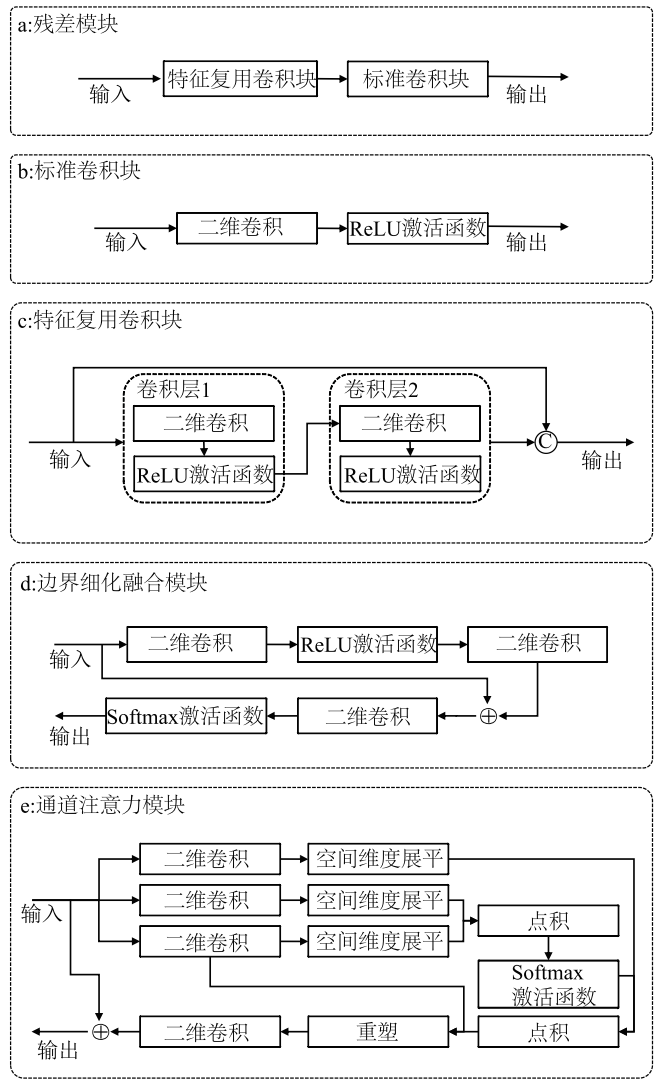 a:残差模块
特征复用卷积块
标准卷积块
输入
输出
b:标准卷积块
二维卷积
ReLU激活函数
输入
输出
c:特征复用卷积块
卷积层1
卷积层2
二维卷积
二维卷积
C
输入
输出
ReLU激活函数
ReLU激活函数
d:边界细化融合模块
二维卷积
ReLU激活函数
二维卷积
输入
Softmax激活函数
二维卷积
输出
e:通道注意力模块
二维卷积
空间维度展平
二维卷积
空间维度展平
输入
点积
二维卷积
空间维度展平
Softmax
激活函数
二维卷积
重塑
点积
输出